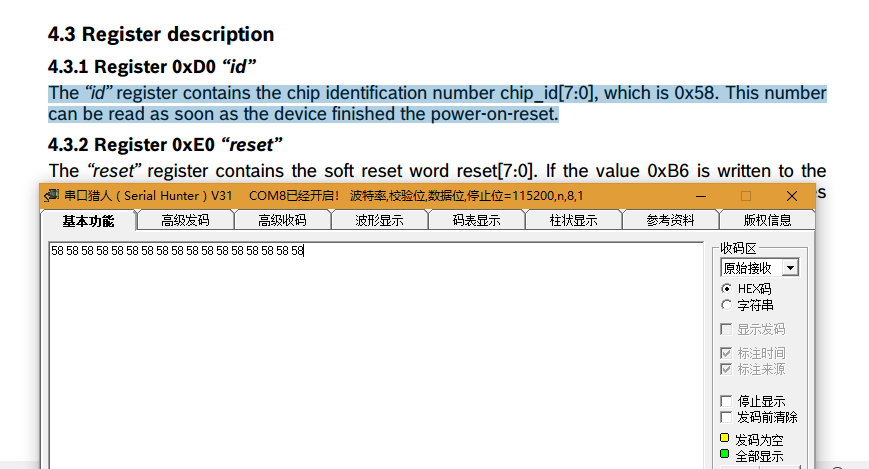 4.3 Register description
4.3.1 Register 0xD0 “id”
The “id” register contains the chip identification number chip_id[7:0], which is 0x58. This number
can be read as soon as the device finished the power-on-reset.
4.3.2 Register 0xE0 “reset”
The “reset” register contains the soft reset word reset[7:0]. If the value 0xB6 is written to the
串口猎人（Serial Hunter）V31 COM8已经开启！ 波特率,校验位,数据位,停止位=115200,n,8,1
基本功能 高级发码 高级收码 波形显示 码表显示 柱状显示 参考资料 版权信息
58 58 58 58 58 58 58 58 58 58 58 58 58 58 58 58 58
收码区
原始接收
HEX码
字符串
显示发码
标注时间
标注来源
停止显示
发码前清除
发码为空
全部显示